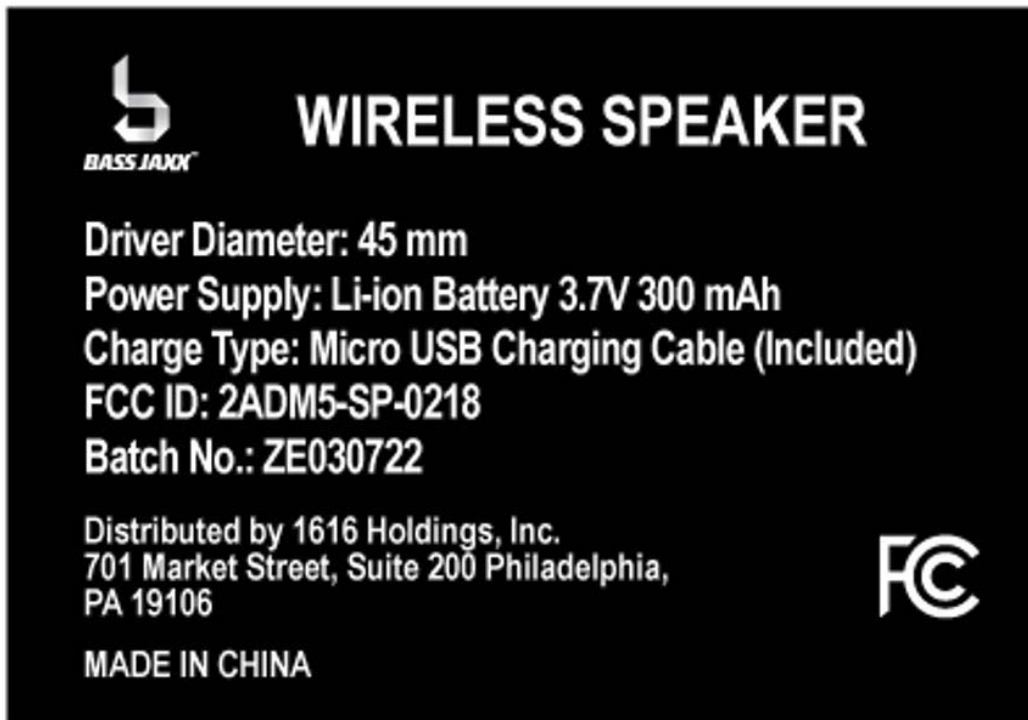 BASS JAXX™
WIRELESS SPEAKER
Driver Diameter: 45 mm
Power Supply: Li-ion Battery 3.7V 300 mAh
Charge Type: Micro USB Charging Cable (Included)
FCC ID: 2ADM5-SP-0218
Batch No.: ZE030722
Distributed by 1616 Holdings, Inc.
701 Market Street, Suite 200 Philadelphia,
PA 19106
FC
MADE IN CHINA